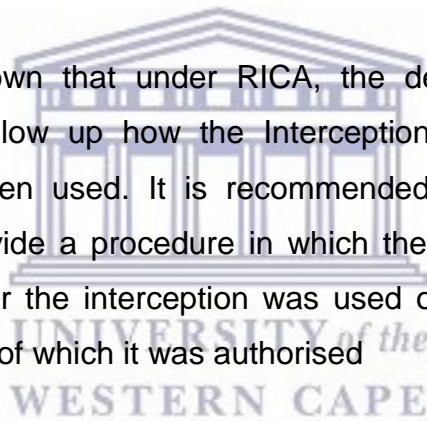 own that under RICA, the de
low up how the Interception
en used. It is recommended
vide a procedure in which the
r the interception was used o
of which it was authorised
UNIVERSITY of the
WESTERN CAPE